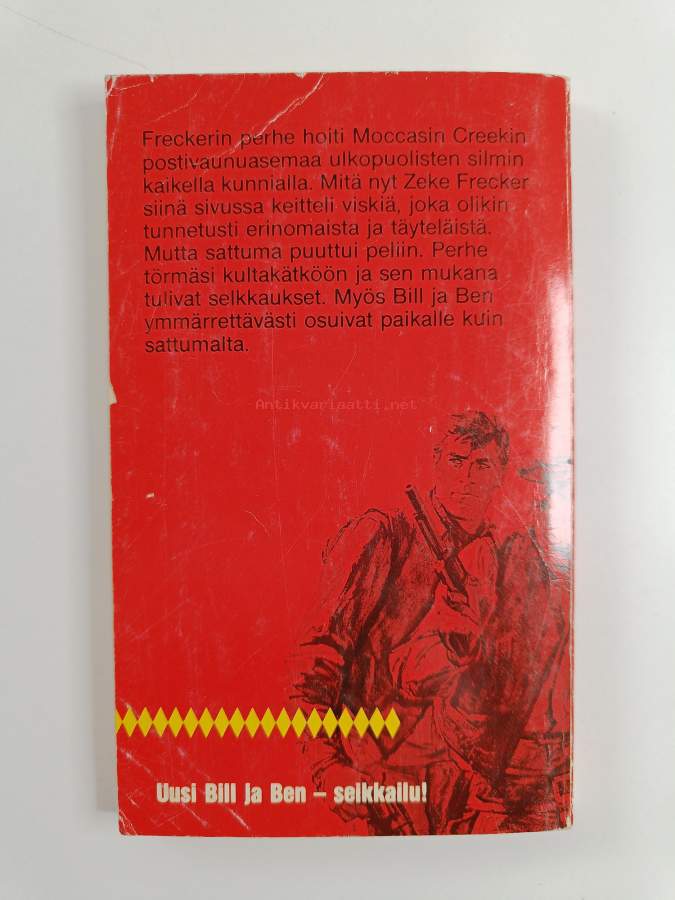 Freckerin perhe hoiti Moccasin Creekin
postivaunuasemaa ulkopuolisten silmin
kaikella kunnialla. Mitä nyt Zeke Frecker
siinä sivussa keitteli viskiä, joka olikin
tunnetusti erinomaista ja täyteläistä.
Mutta sattuma puuttui peliin. Perhe
törmäsi kultakätköön ja sen mukana
tulivat selkkaukset. Myös Bill ja Ben
ymmärrettävästi osuivat paikalle kuin
sattumalta.
Antikvariaatti.net
Uusi Bill ja Ben – seikkailu!